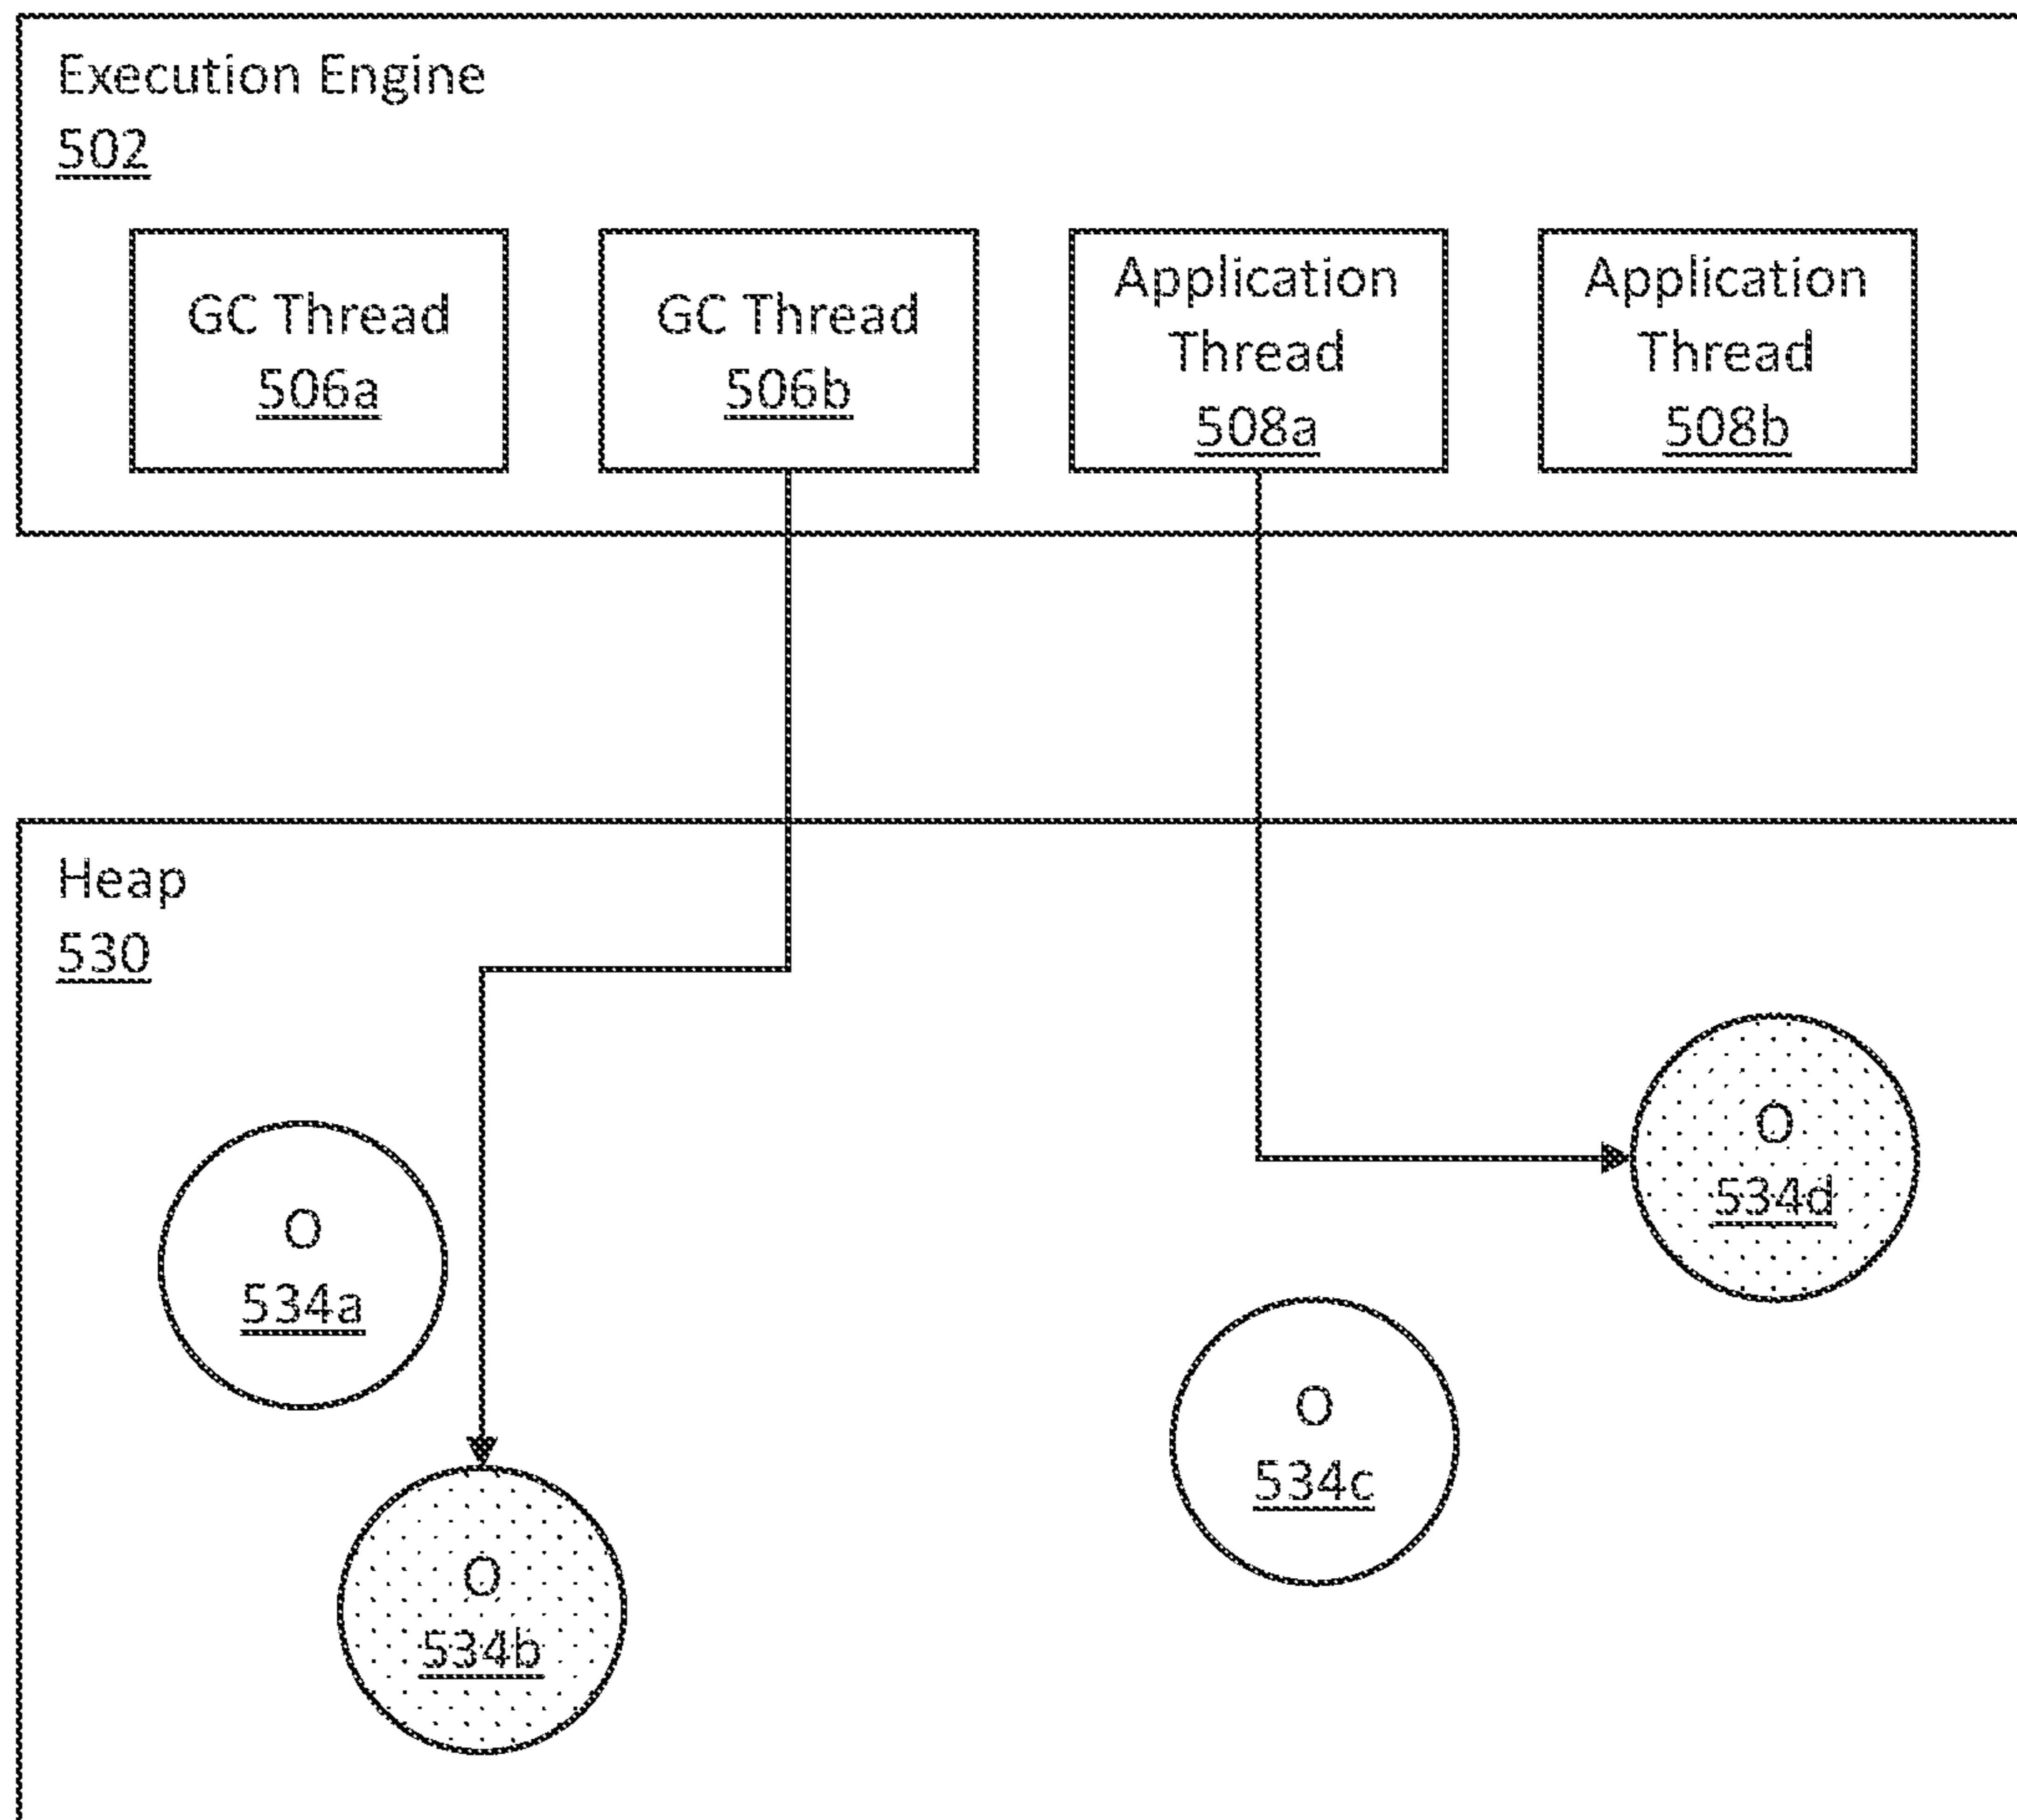 Execution Engine
502
GC Thread
506a
GC Thread
506b
Application
Thread
508a
Application
Thread
508b
Heap
530
O
534a
O
534b
O
534c
O
534d